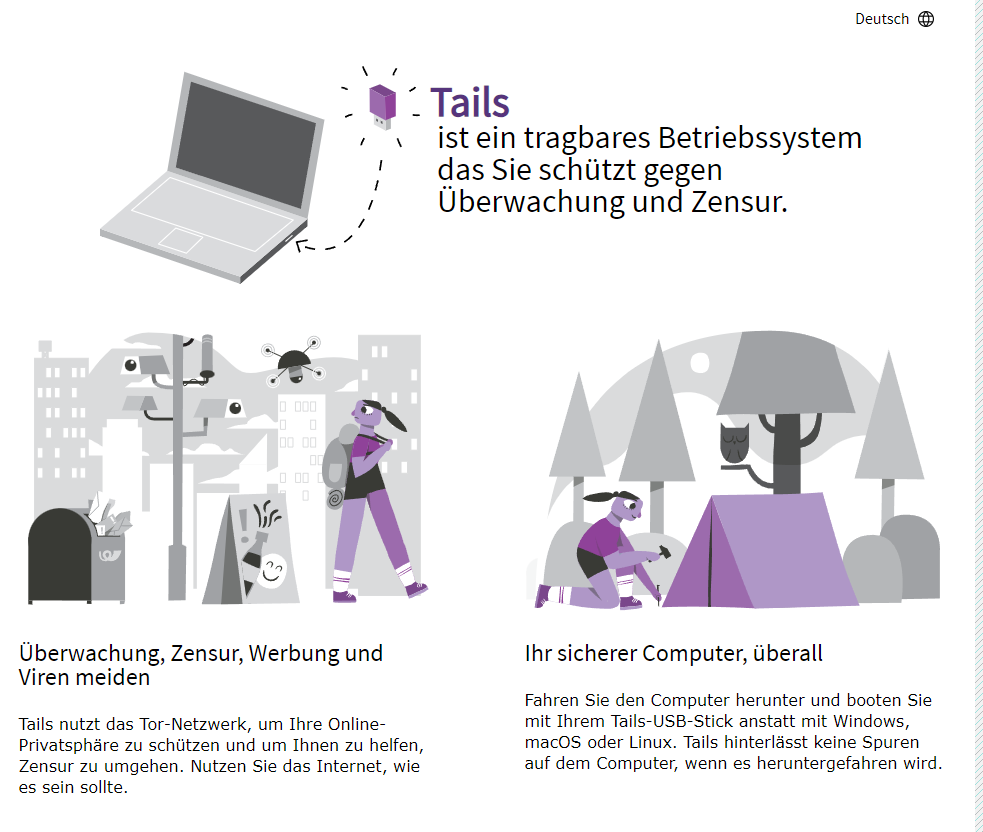 Deutsch
Tails
ist ein tragbares Betriebssystem
das Sie schützt gegen
Überwachung und Zensur.
Überwachung, Zensur, Werbung und
Viren meiden
Tails nutzt das Tor-Netzwerk, um Ihre Online-
Privatsphäre zu schützen und um Ihnen zu helfen,
Zensur zu umgehen. Nutzen Sie das Internet, wie
es sein sollte.
Ihr sicherer Computer, überall
Fahren Sie den Computer herunter und booten Sie
mit Ihrem Tails-USB-Stick anstatt mit Windows,
macOS oder Linux. Tails hinterlässt keine Spuren
auf dem Computer, wenn es heruntergefahren wird.